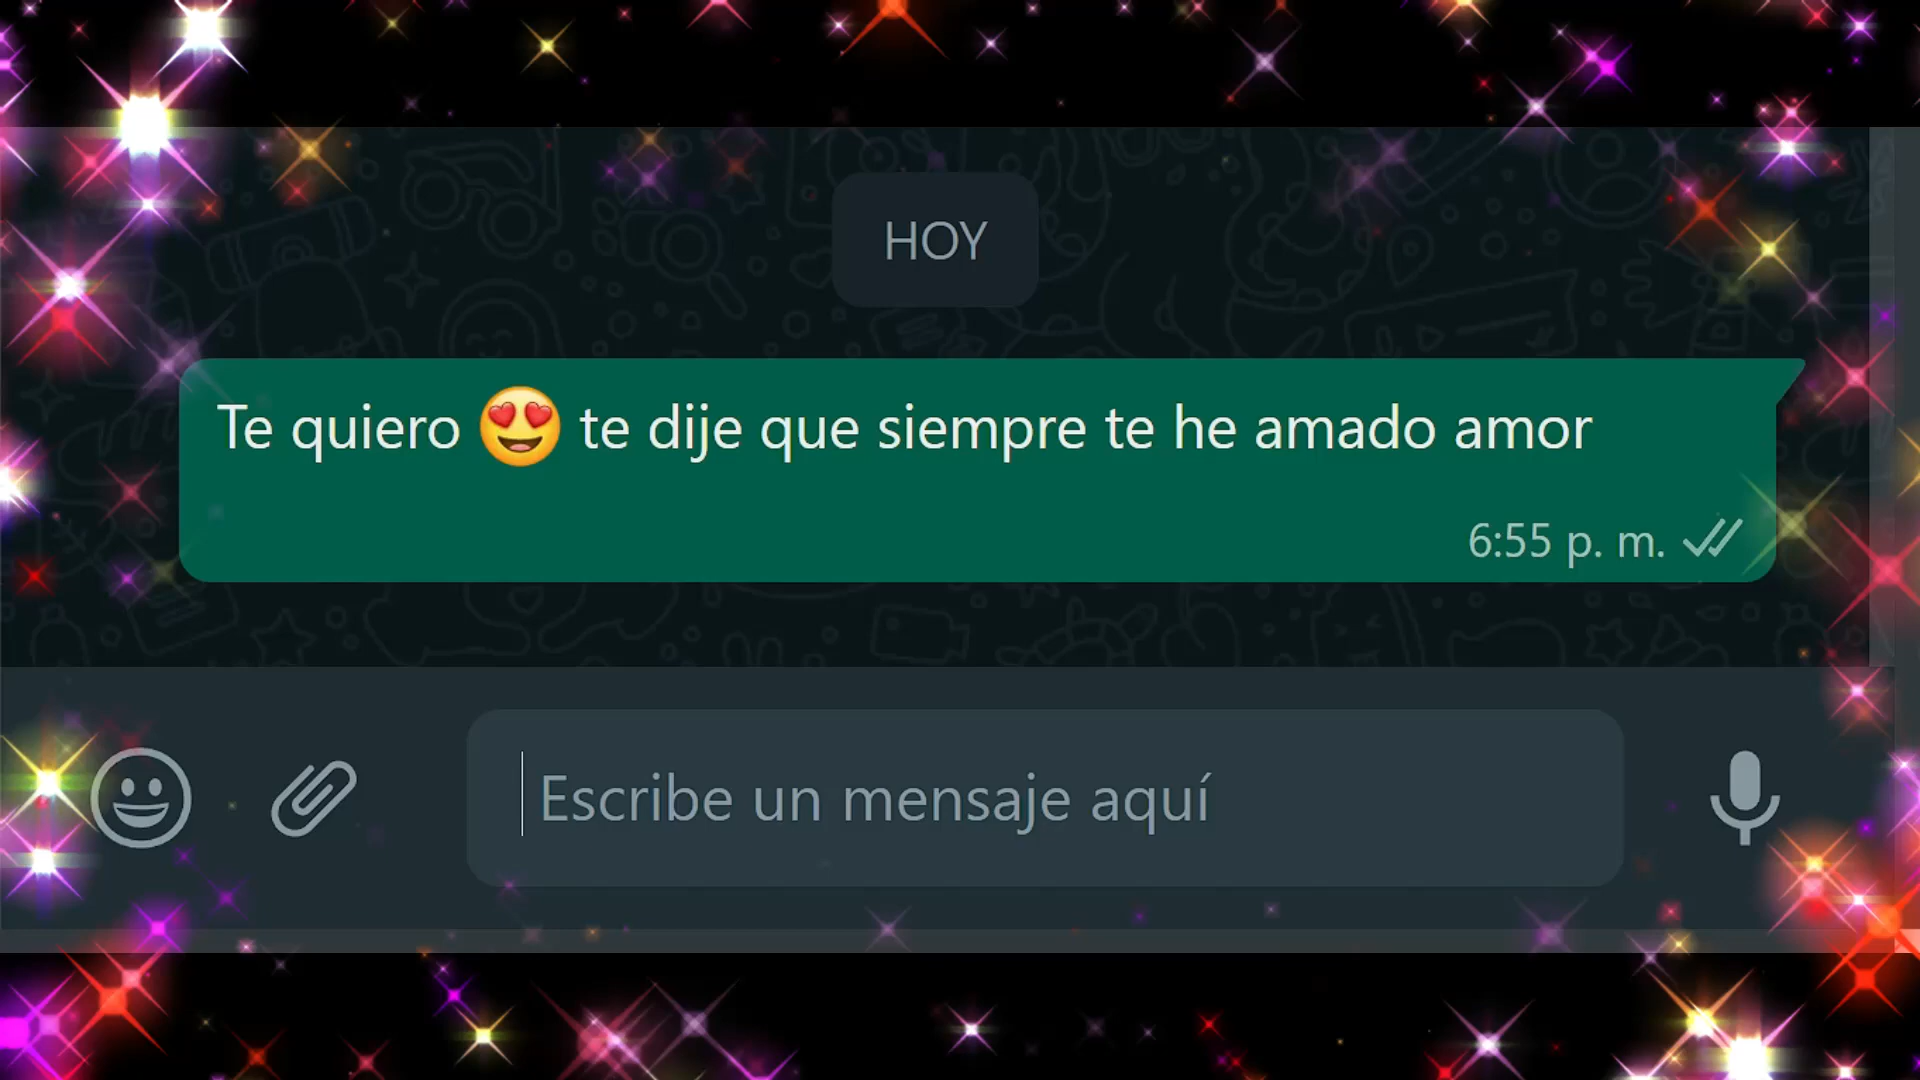 HOY
Te quiero 😍 te dije que siempre te he amado amor
6:55 p. m.
Escribe un mensaje aquí